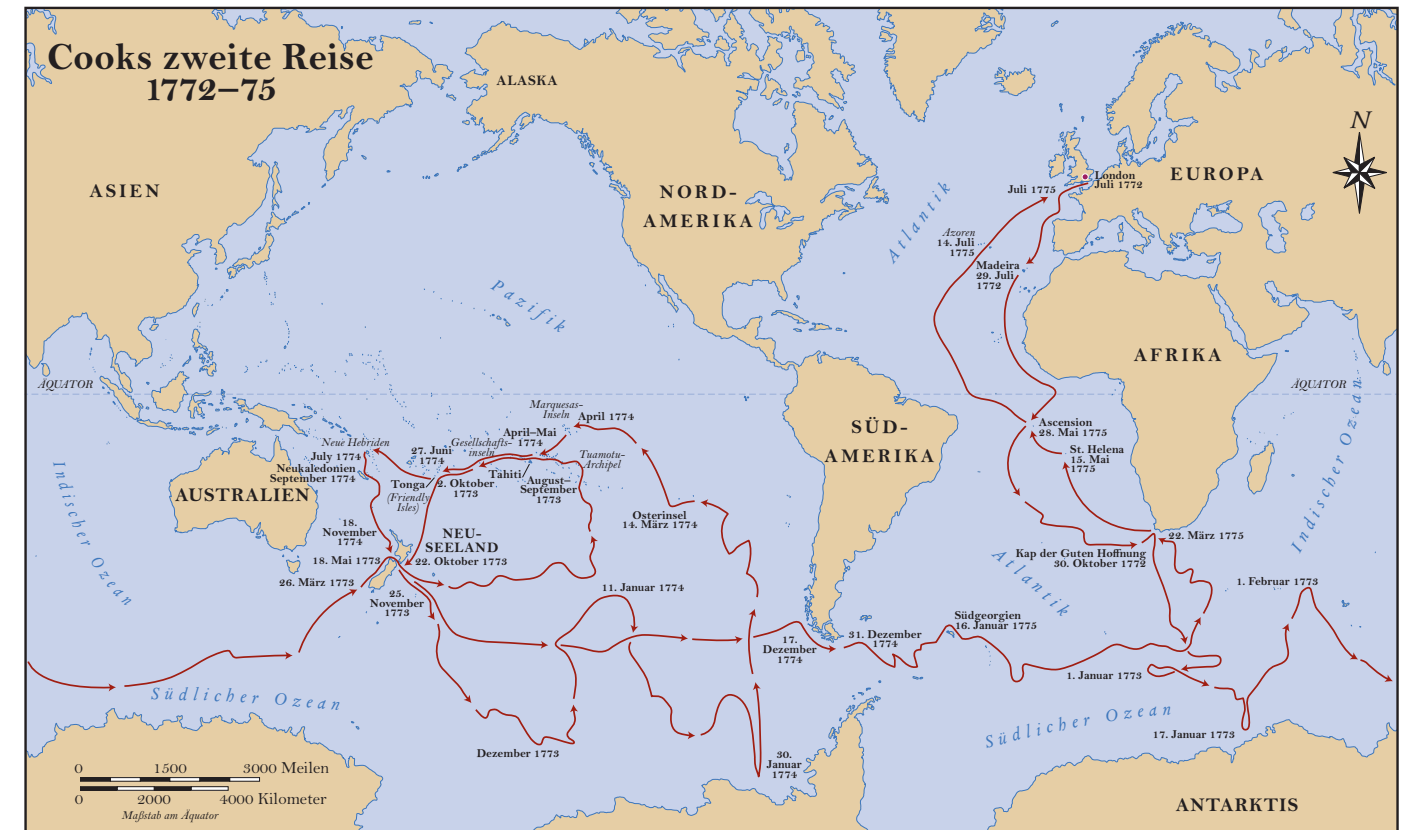 Cooks zweite Reise
1772–75
ALASKA
ASIEN
NORD-
AMERIKA
EUROPA
N
London
Juli 1772
Juli 1775
Atlantik
Azoren
14. Juli
1775
Madeira
29. Juli
1772
Pazifik
AFRIKA
ÄQUATOR
ÄQUATOR
Indischer Ozean
Marquesas-
Inseln
April 1774
April–Mai
1774
SÜD-
AMERIKA
Ascension
28. Mai 1775
St. Helena
15. Mai
1775
Neue Hebriden
July 1774
Neukaledonien
September 1774
27. Juni
1774
Gesellschafts-
inseln
Tuamotu-
Archipel
Tahiti
August–
September
1773
Tonga
(Friendly
Isles)
2. Oktober
1773
AUSTRALIEN
Indischer Ozean
Osterinsel
14. März 1774
18.
November
1774
NEU-
SEELAND
22. Oktober 1773
18. Mai 1773
26. März 1773
25.
November
1773
11. Januar 1774
22. März 1775
Kap der Guten Hoffnung
30. Oktober 1772
Atlantik
1. Februar 1773
Südgeorgien
16. Januar 1775
31. Dezember
1774
17.
Dezember
1774
1. Januar 1773
Südlicher Ozean
Südlicher Ozean
17. Januar 1773
Dezember 1773
30.
Januar
1774
0 1500 3000 Meilen
0 2000 4000 Kilometer
Maßstab am Äquator
ANTARKTIS